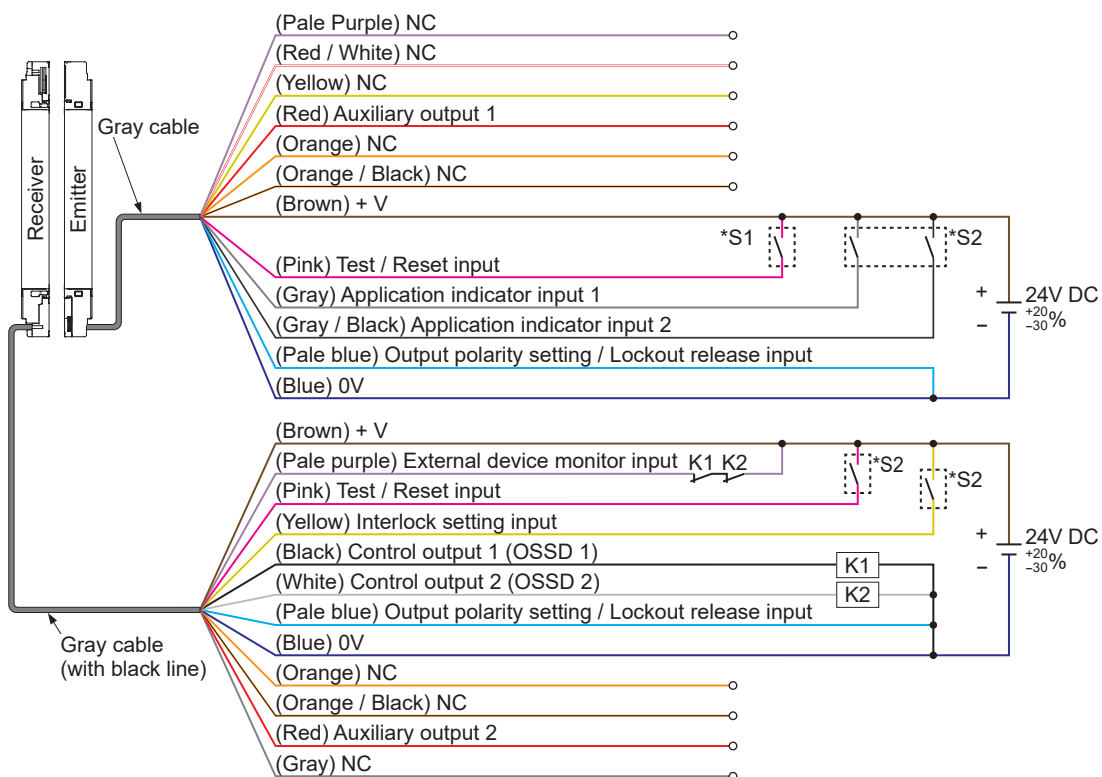 (Pale Purple) NC
(Red / White) NC
(Yellow) NC
(Red) Auxiliary output 1
(Orange) NC
(Orange / Black) NC
(Brown) + V
Gray cable
Receiver
Emitter
*S1
*S2
(Pink) Test / Reset input
(Gray) Application indicator input 1
(Gray / Black) Application indicator input 2
(Pale blue) Output polarity setting / Lockout release input
(Blue) 0V
+
−
24V DC
+20
−30 %
(Brown) + V
(Pale purple) External device monitor input K1 K2
*S2
*S2
(Pink) Test / Reset input
(Yellow) Interlock setting input
(Black) Control output 1 (OSSD 1)
K1
(White) Control output 2 (OSSD 2)
K2
(Pale blue) Output polarity setting / Lockout release input
(Blue) 0V
+
−
24V DC
+20
−30 %
Gray cable
(with black line)
(Orange) NC
(Orange / Black) NC
(Red) Auxiliary output 2
(Gray) NC